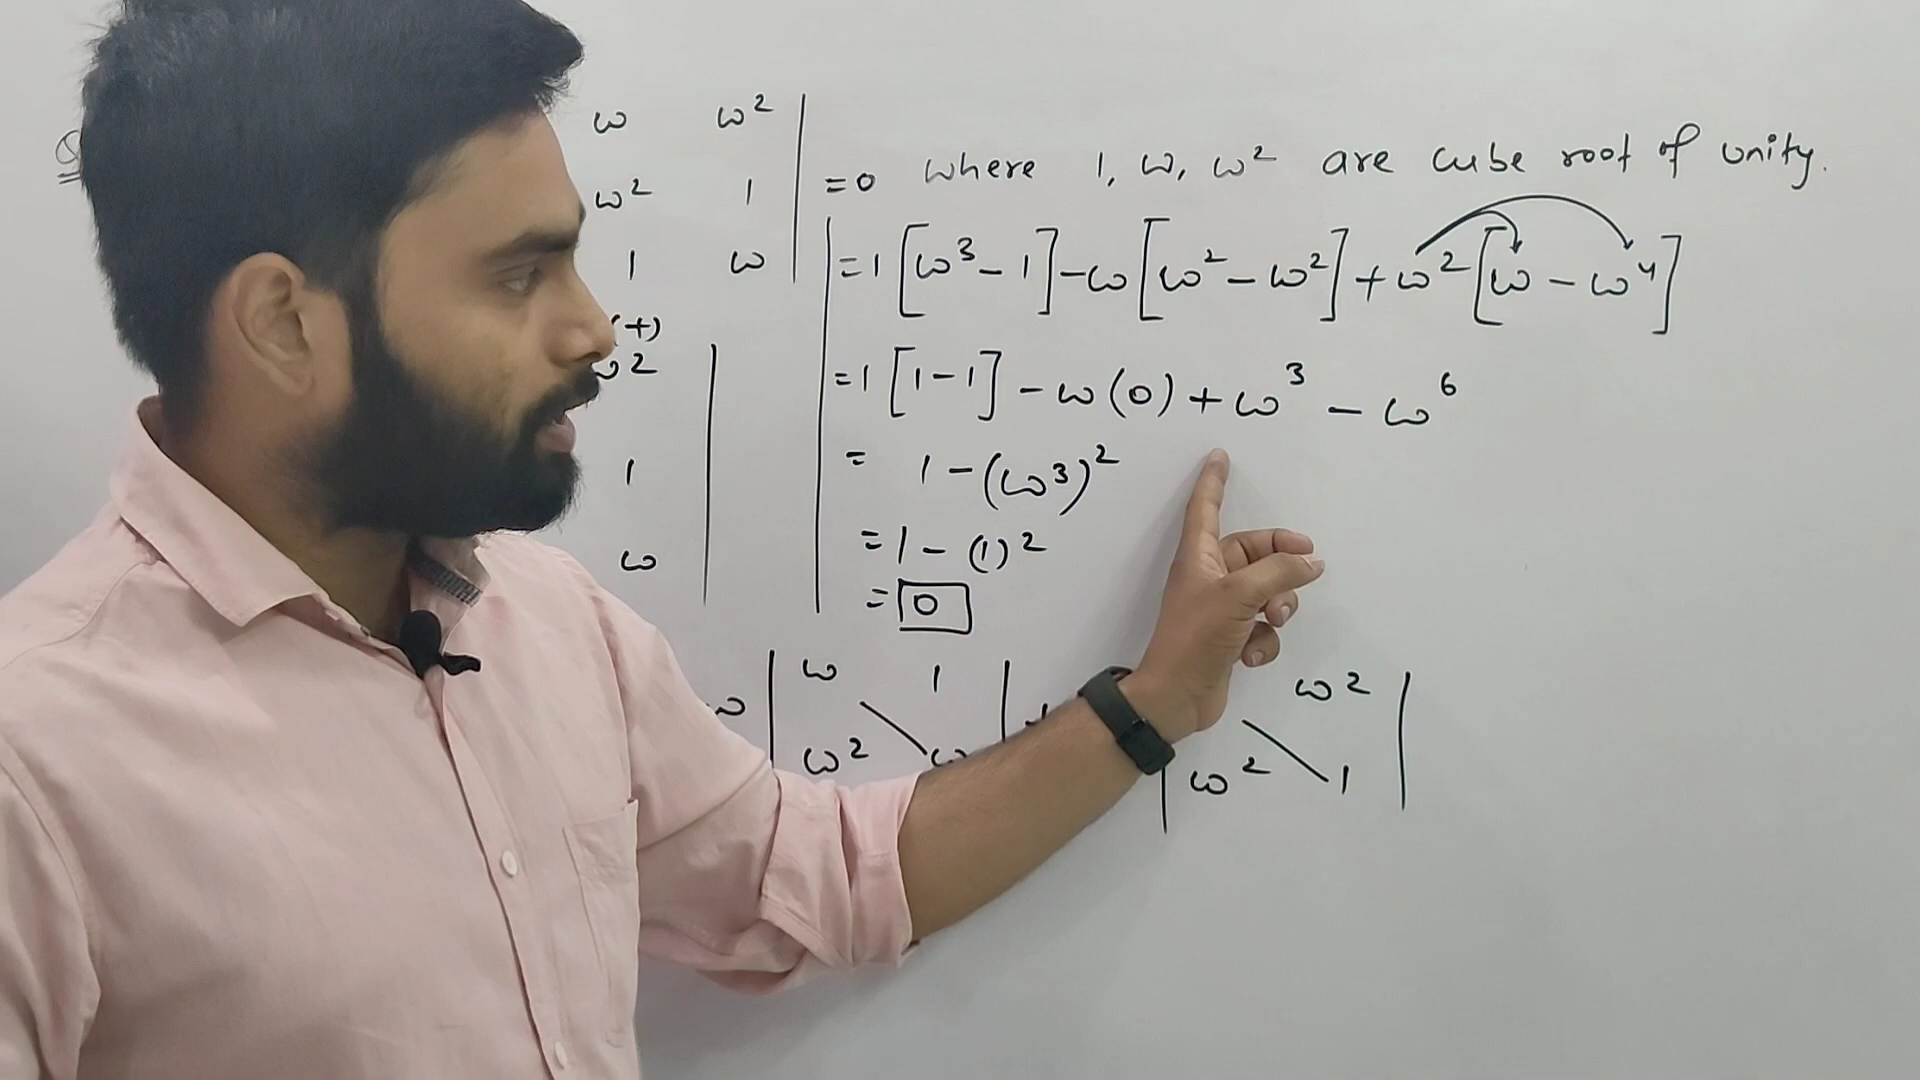 ω ω² | = 0 where 1, ω, ω² are cube root of unity.
ω² 1 |
1 ω |
= 1 [ω³ - 1] - ω [ω² - ω²] + ω² [ω - ω⁴]
(+)
ω2 |
= 1 [1 - 1] - ω (0) + ω³ - ω⁶
1 |
= 1 - (ω³)²
= 1 - (1)²
ω |
= 0
ω | ω 1 | + ω² |
ω² ω | ω² 1 |